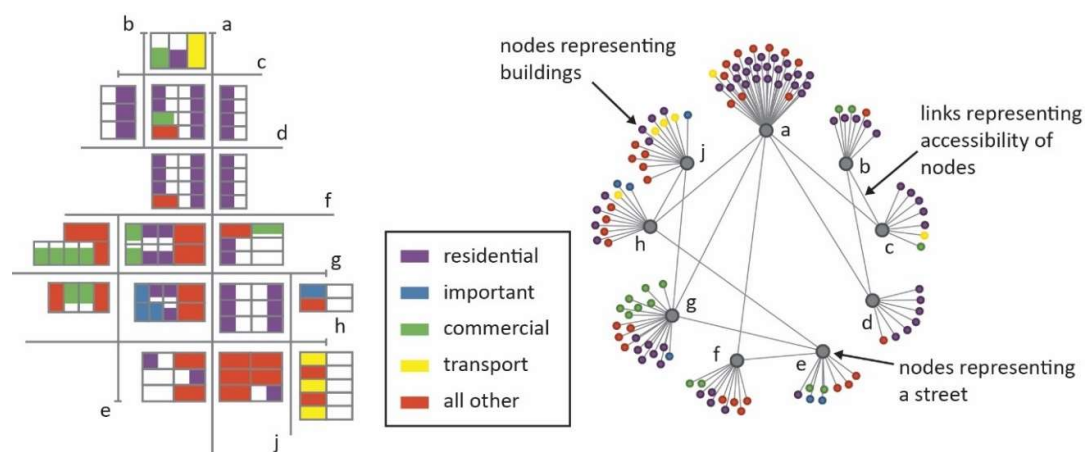 b
a
c
d
f
g
h
e
j
residential
important
commercial
transport
all other
nodes representing
buildings
links representing
accessibility of
nodes
nodes representing
a street
a
b
c
d
e
f
g
h
j